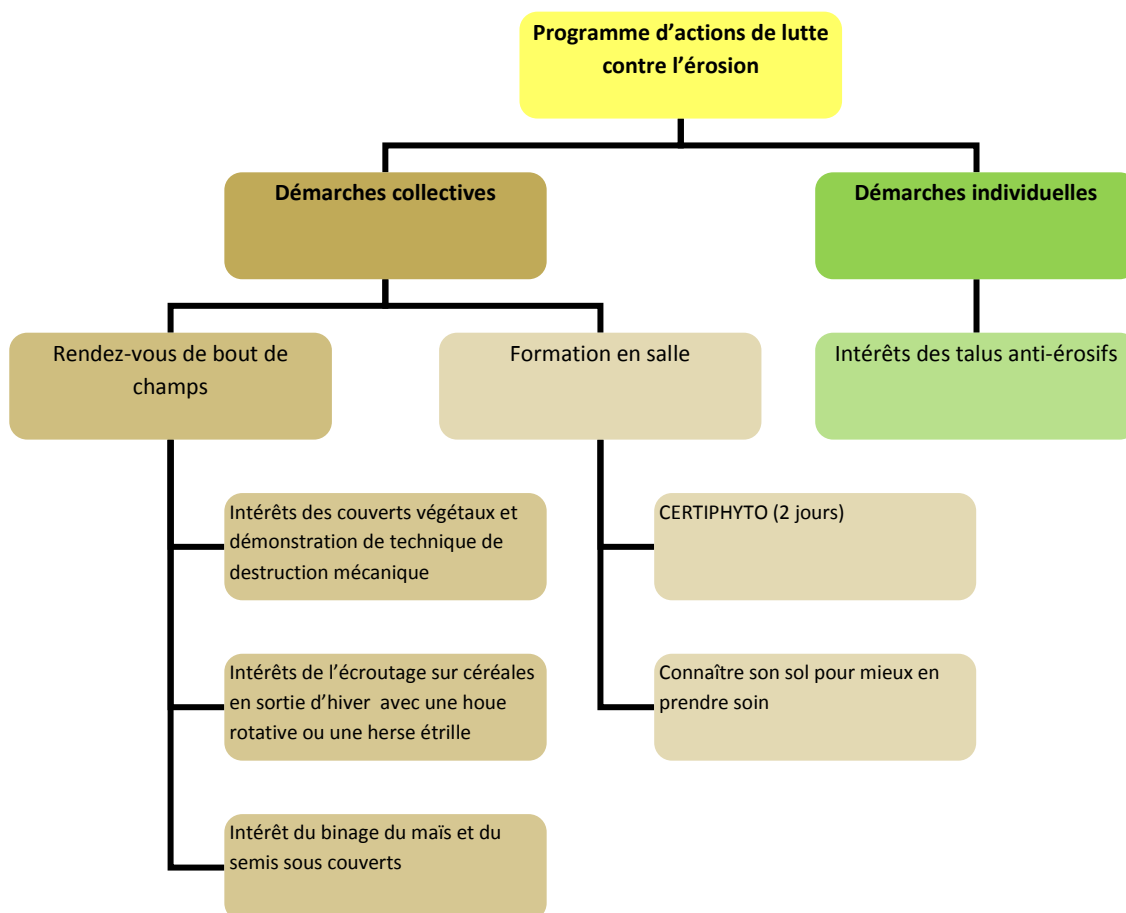 Programme d’actions de lutte
contre l’érosion
Démarches collectives
Démarches individuelles
Rendez-vous de bout de
champs
Formation en salle
Intérêts des talus anti-érosifs
Intérêts des couverts végétaux et
démonstration de technique de
destruction mécanique
CERTIPHYTO (2 jours)
Intérêts de l’écroutage sur céréales
en sortie d’hiver avec une houe
rotative ou une herse étrille
Connaître son sol pour mieux en
prendre soin
Intérêt du binage du maïs et du
semis sous couverts